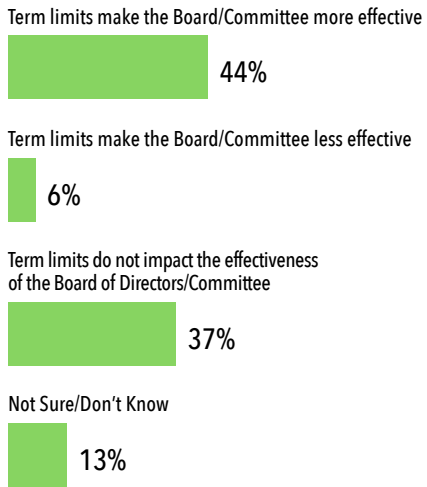 Term limits make the Board/Committee more effective
44%
Term limits make the Board/Committee less effective
6%
Term limits do not impact the effectiveness
of the Board of Directors/Committee
37%
Not Sure/Don’t Know
13%